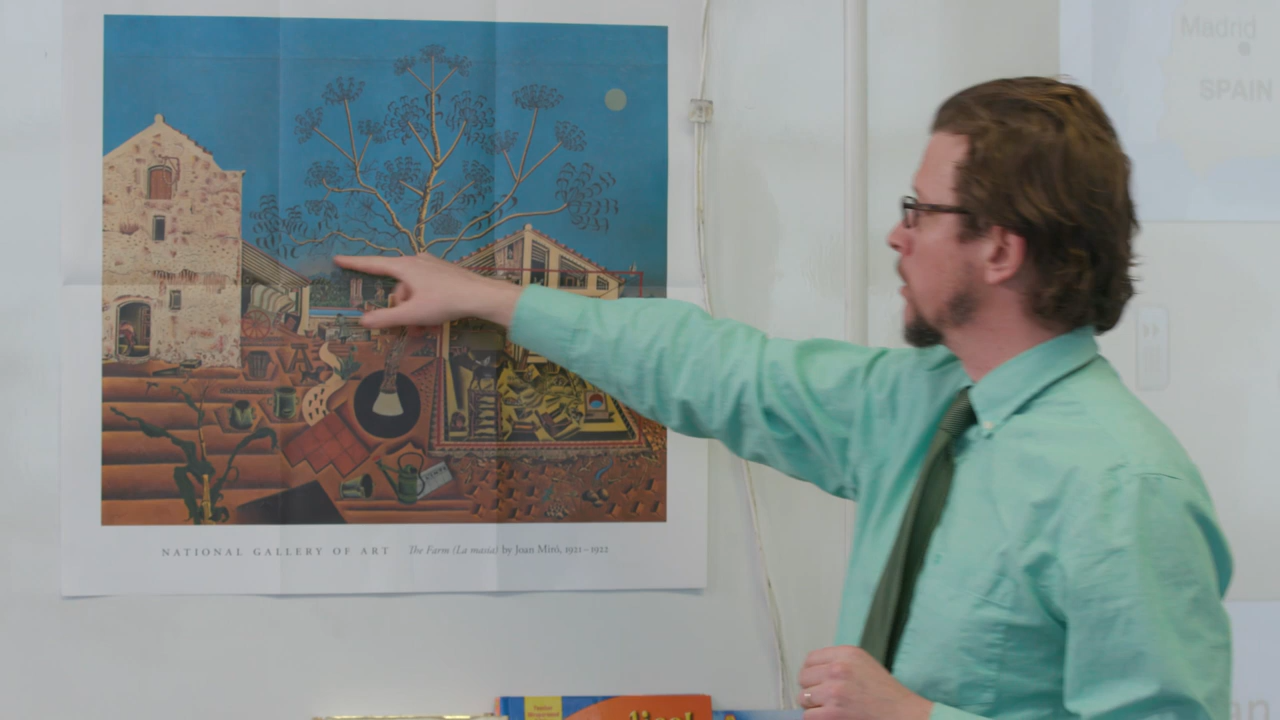 Madrid
SPAIN
NATIONAL GALLERY OF ART The Farm (La masia) by Joan Miró, 1921–1922